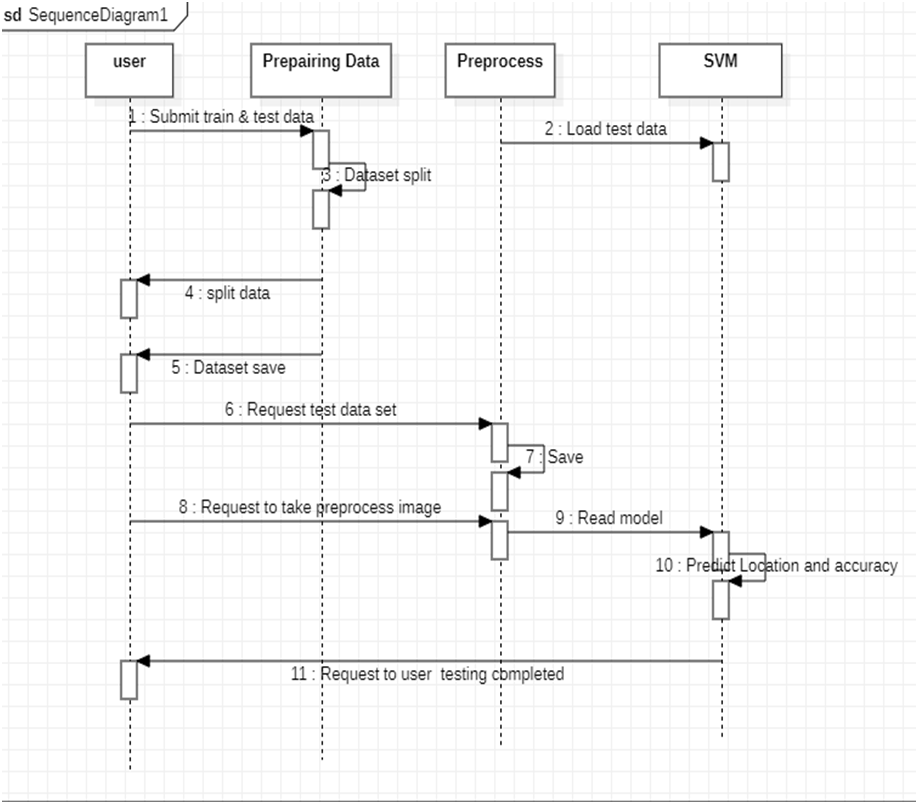 sd SequenceDiagram1
user
Prepairing Data
Preprocess
SVM
1 : Submit train & test data
2 : Load test data
3 : Dataset split
4 : split data
5 : Dataset save
6 : Request test data set
7 : Save
8 : Request to take preprocess image
9 : Read model
10 : Predict Location and accuracy
11 : Request to user testing completed